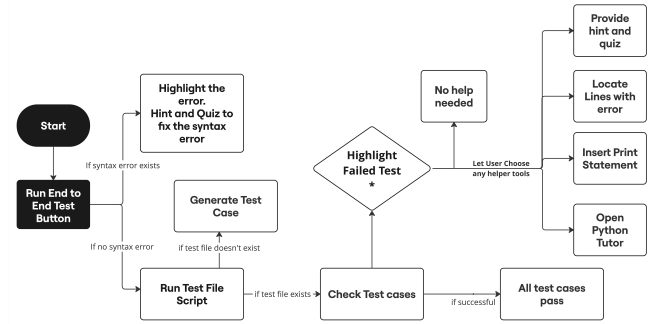 Start
Run End to
End Test
Button
If syntax error exists
Highlight the
error.
Hint and Quiz to
fix the syntax
error
If no syntax error
Generate Test
Case
if test file doesn't exist
Run Test File
Script
if test file exists
Check Test cases
if successful
All test cases
pass
Highlight
Failed Test
*
No help
needed
Let User Choose
any helper tools
Provide
hint and
quiz
Locate
Lines with
error
Insert Print
Statement
Open
Python
Tutor